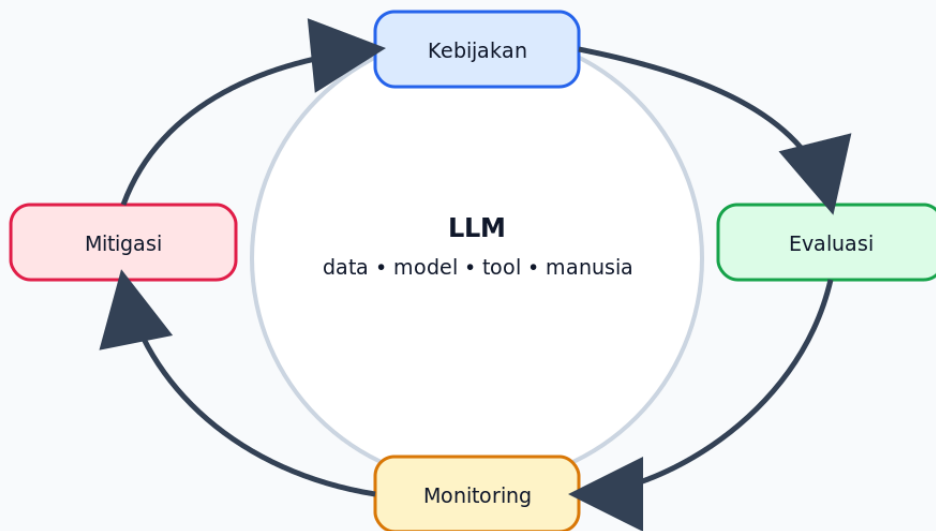 Kebijakan
LLM
data • model • tool • manusia
Mitigasi
Evaluasi
Monitoring